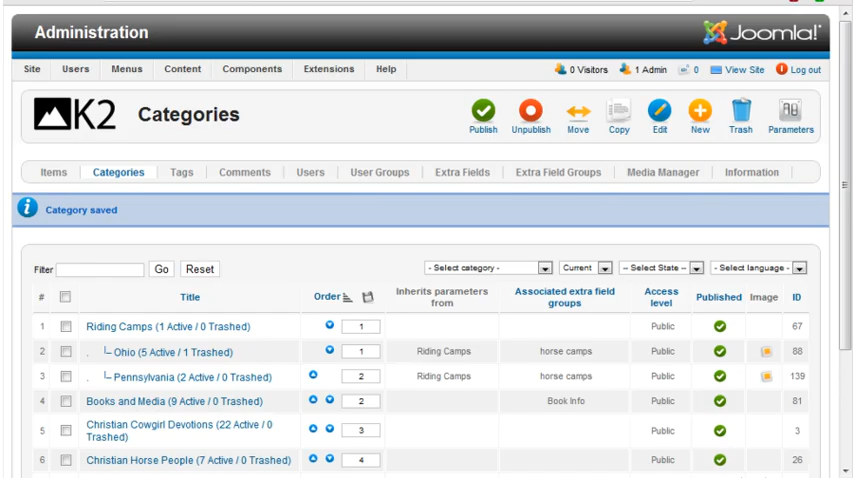 Administration
Joomla!
Site Users Menus Content Components Extensions Help
0 Visitors 1 Admin 0 View Site Log out
K2 Categories
Publish Unpublish Move Copy Edit New Trash Parameters
Items Categories Tags Comments Users User Groups Extra Fields Extra Field Groups Media Manager Information
Category saved
Filter Go Reset - Select category - Current -- Select State -- - Select language -
# Title Order Inherits parameters from Associated extra field groups Access level Published Image ID
1 Riding Camps (1 Active / 0 Trashed) 1 Public 67
2 . Ohio (5 Active / 1 Trashed) 1 Riding Camps horse camps Public 88
3 . Pennsylvania (2 Active / 0 Trashed) 2 Riding Camps horse camps Public 139
4 Books and Media (9 Active / 0 Trashed) 2 Book Info Public 81
5 Christian Cowgirl Devotions (22 Active / 0 Trashed) 3 Public 3
6 Christian Horse People (7 Active / 0 Trashed) 4 Public 26